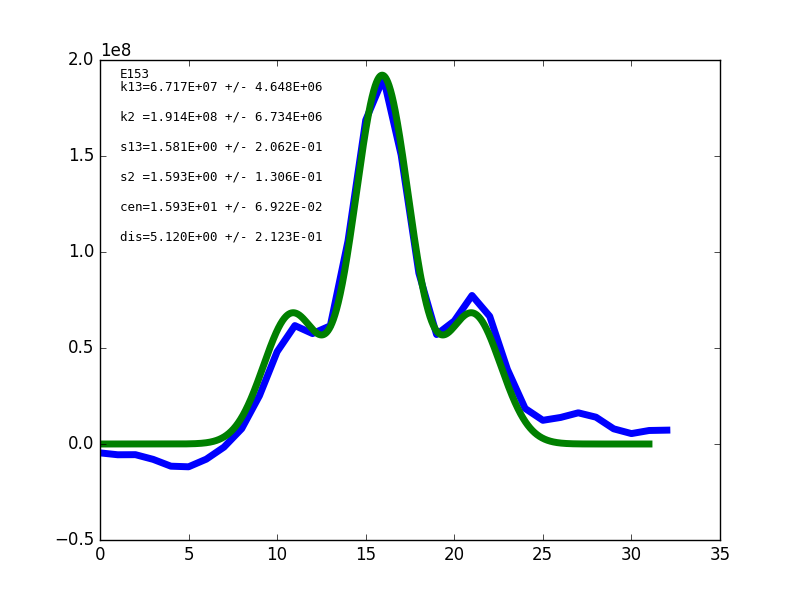 1e8
2.0
E153
k13=6.717E+07 +/- 4.648E+06
k2 =1.914E+08 +/- 6.734E+06
1.5
s13=1.581E+00 +/- 2.062E-01
s2 =1.593E+00 +/- 1.306E-01
cen=1.593E+01 +/- 6.922E-02
dis=5.120E+00 +/- 2.123E-01
1.0
0.5
0.0
−0.5
0 5 10 15 20 25 30 35